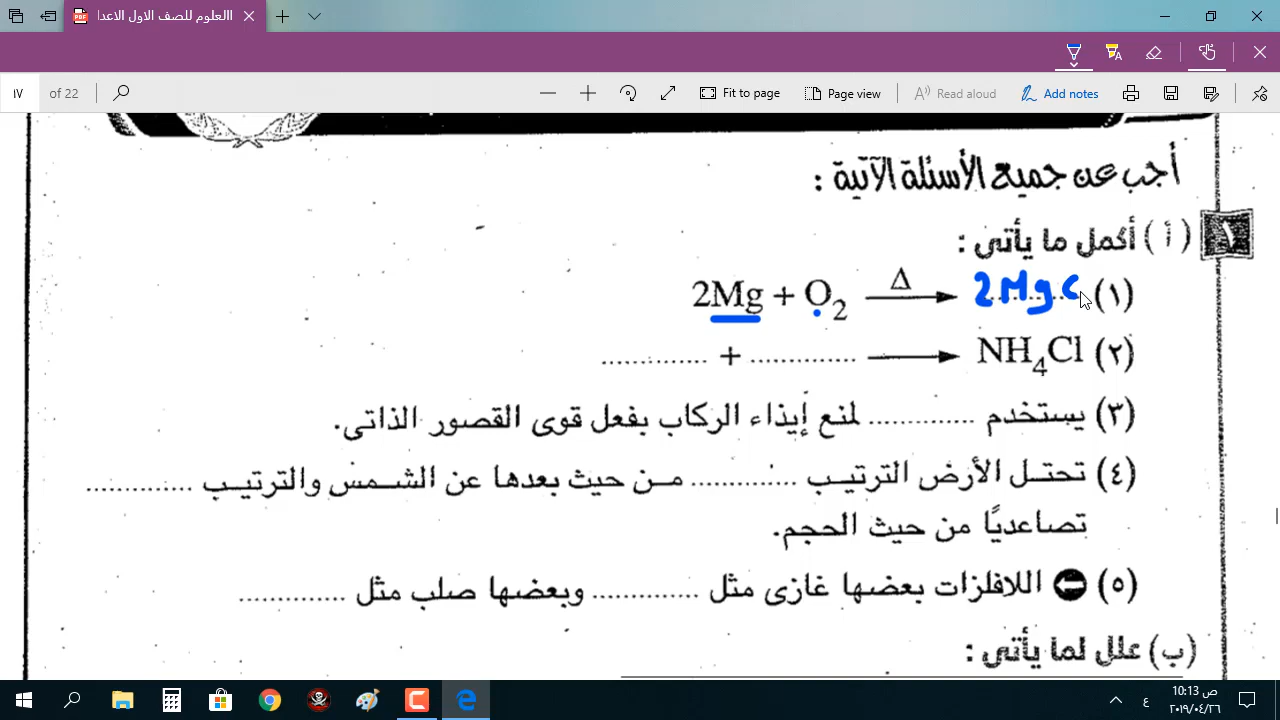 االعلوم للصف الاول الاعدا
IV of 22 Fit to page Page view Read aloud Add notes
أجب عن جميع الأسئلة الآتية :
١ (أ) أكمل ما يأتى :
(١) 2Mg + O2 Δ 2MgO
(٢) ............. + ............. NH4Cl
(٣) يستخدم ............. لمنع إيذاء الركاب بفعل قوى القصور الذاتى.
(٤) تحتل الأرض الترتيب ............. من حيث بعدها عن الشمس والترتيب .............
تصاعديًا من حيث الحجم.
(٥) اللافلزات بعضها غازى مثل ............. وبعضها صلب مثل .............
(ب) علل لما يأتى :
ع
10:13 ص
٢٠١٩/٠٤/٢٦